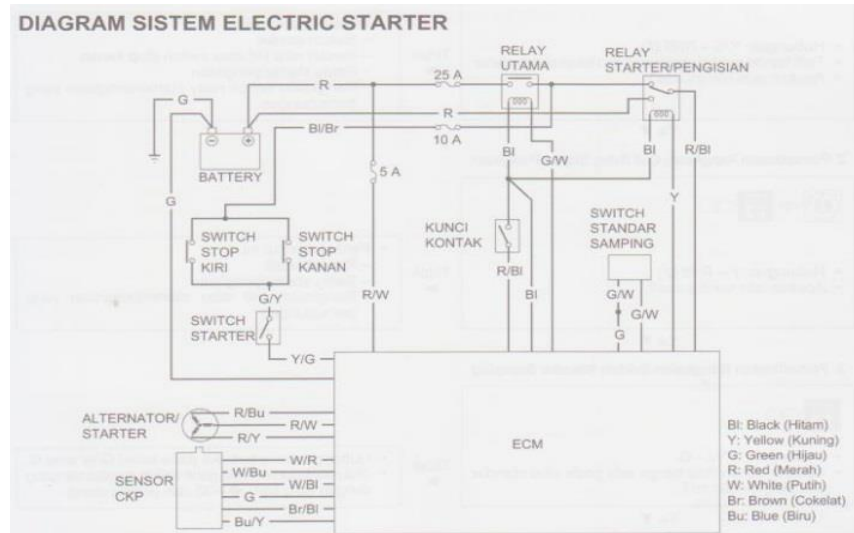 DIAGRAM SISTEM ELECTRIC STARTER
RELAY
UTAMA
RELAY
STARTER/PENGISIAN
25 A
G
R
R
Bl/Br
10 A
BATTERY
5 A
Bl
G/W
Bl
R/Bl
G
Y
SWITCH
STOP
KIRI
SWITCH
STOP
KANAN
KUNCI
KONTAK
SWITCH
STANDAR
SAMPING
R/Bl
G/Y
R/W
Bl
G/W
G/W
SWITCH
STARTER
G
Y/G
ALTERNATOR/
STARTER
R/Bu
R/W
R/Y
ECM
SENSOR
CKP
W/R
W/Bu
W/Bl
G
Br/Bl
Bu/Y
Bl: Black (Hitam)
Y: Yellow (Kuning)
G: Green (Hijau)
R: Red (Merah)
W: White (Putih)
Br: Brown (Cokelat)
Bu: Blue (Biru)